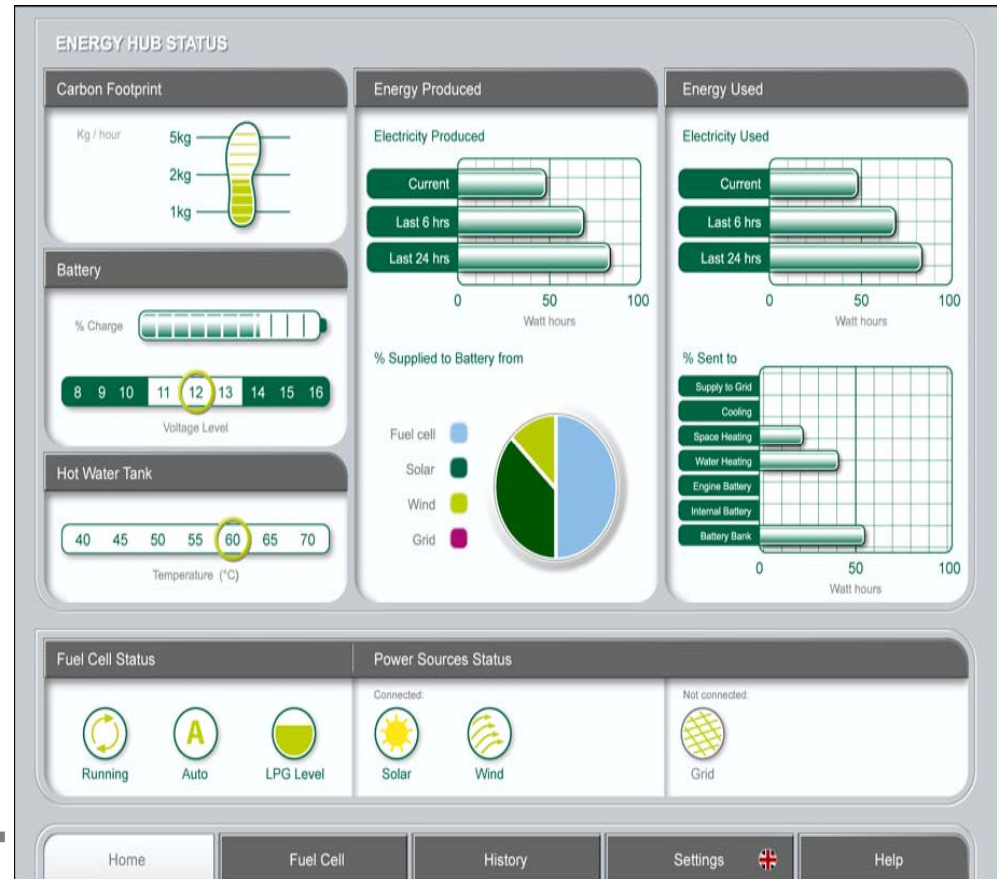 ENERGY HUB STATUS
Carbon Footprint
Kg / hour
5kg
2kg
1kg
Battery
% Charge
8 9 10 11 12 13 14 15 16
Voltage Level
Hot Water Tank
40 45 50 55 60 65 70
Temperature (°C)
Energy Produced
Electricity Produced
Current
Last 6 hrs
Last 24 hrs
0 50 100
Watt hours
% Supplied to Battery from
Fuel cell
Solar
Wind
Grid
Energy Used
Electricity Used
Current
Last 6 hrs
Last 24 hrs
0 50 100
Watt hours
% Sent to
Supply to Grid
Cooling
Space Heating
Water Heating
Engine Battery
Internal Battery
Battery Bank
0 50 100
Watt hours
Fuel Cell Status
Running
A
Auto
LPG Level
Power Sources Status
Connected:
Solar
Wind
Not connected:
Grid
Home
Fuel Cell
History
Settings
Help